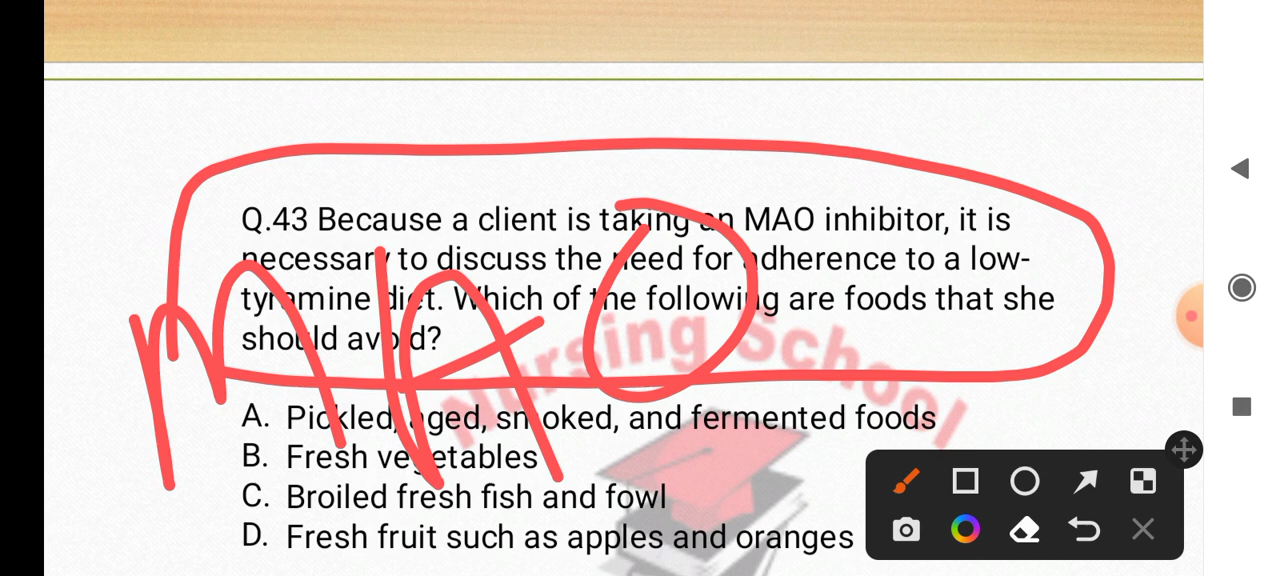 Q.43 Because a client is taking an MAO inhibitor, it is
necessary to discuss the need for adherence to a low-
tyramine diet. Which of the following are foods that she
should avoid?
MAO
Nursing School
A. Pickled, aged, smoked, and fermented foods
B. Fresh vegetables
C. Broiled fresh fish and fowl
D. Fresh fruit such as apples and oranges